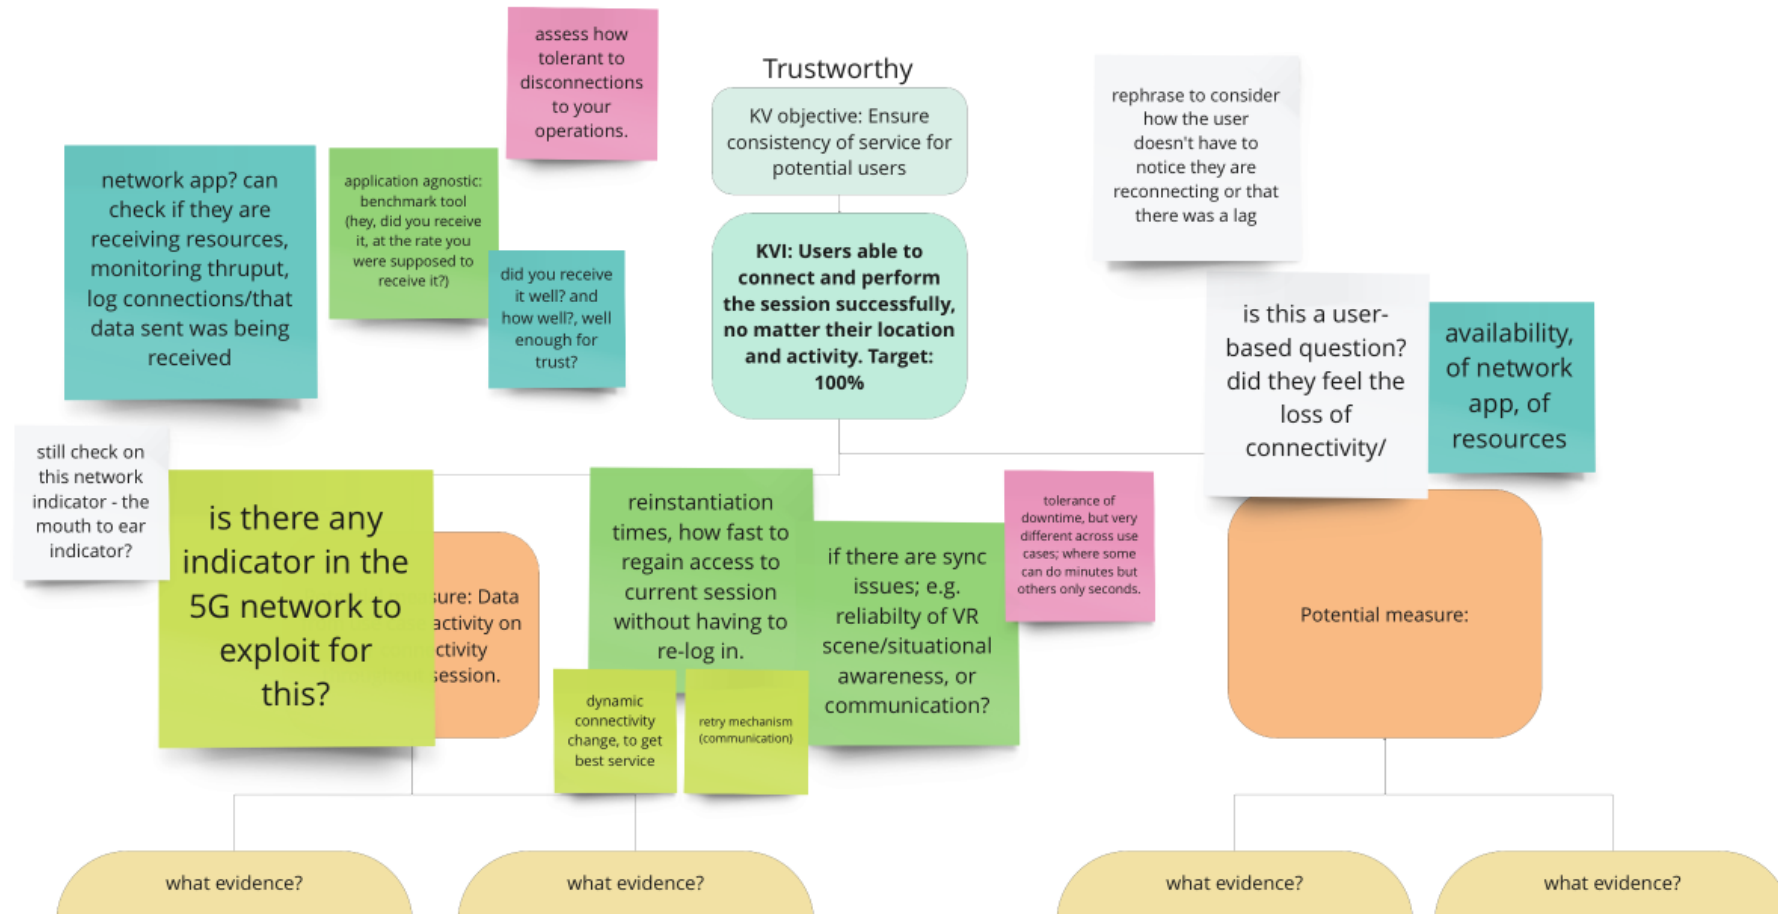 assess how
tolerant to
disconnections
to your
operations.
Trustworthy
KV objective: Ensure
consistency of service for
potential users
rephrase to consider
how the user
doesn't have to
notice they are
reconnecting or that
there was a lag
network app? can
check if they are
receiving resources,
monitoring thruput,
log connections/that
data sent was being
received
application agnostic:
benchmark tool
(hey, did you receive
it, at the rate you
were supposed to
receive it?)
did you receive
it well? and
how well?, well
enough for
trust?
KVI: Users able to
connect and perform
the session successfully,
no matter their location
and activity. Target:
100%
is this a user-
based question?
did they feel the
loss of
connectivity/
availability,
of network
app, of
resources
still check on
this network
indicator - the
mouth to ear
indicator?
is there any
indicator in the
5G network to
exploit for
this?
sure: Data
activity on
ctivity
session.
reinstantiation
times, how fast to
regain access to
current session
without having to
re-log in.
if there are sync
issues; e.g.
reliabilty of VR
scene/situational
awareness, or
communication?
tolerance of
downtime, but very
different across use
cases; where some
can do minutes but
others only seconds.
dynamic
connectivity
change, to get
best service
retry mechanism
(communication)
Potential measure:
what evidence?
what evidence?
what evidence?
what evidence?